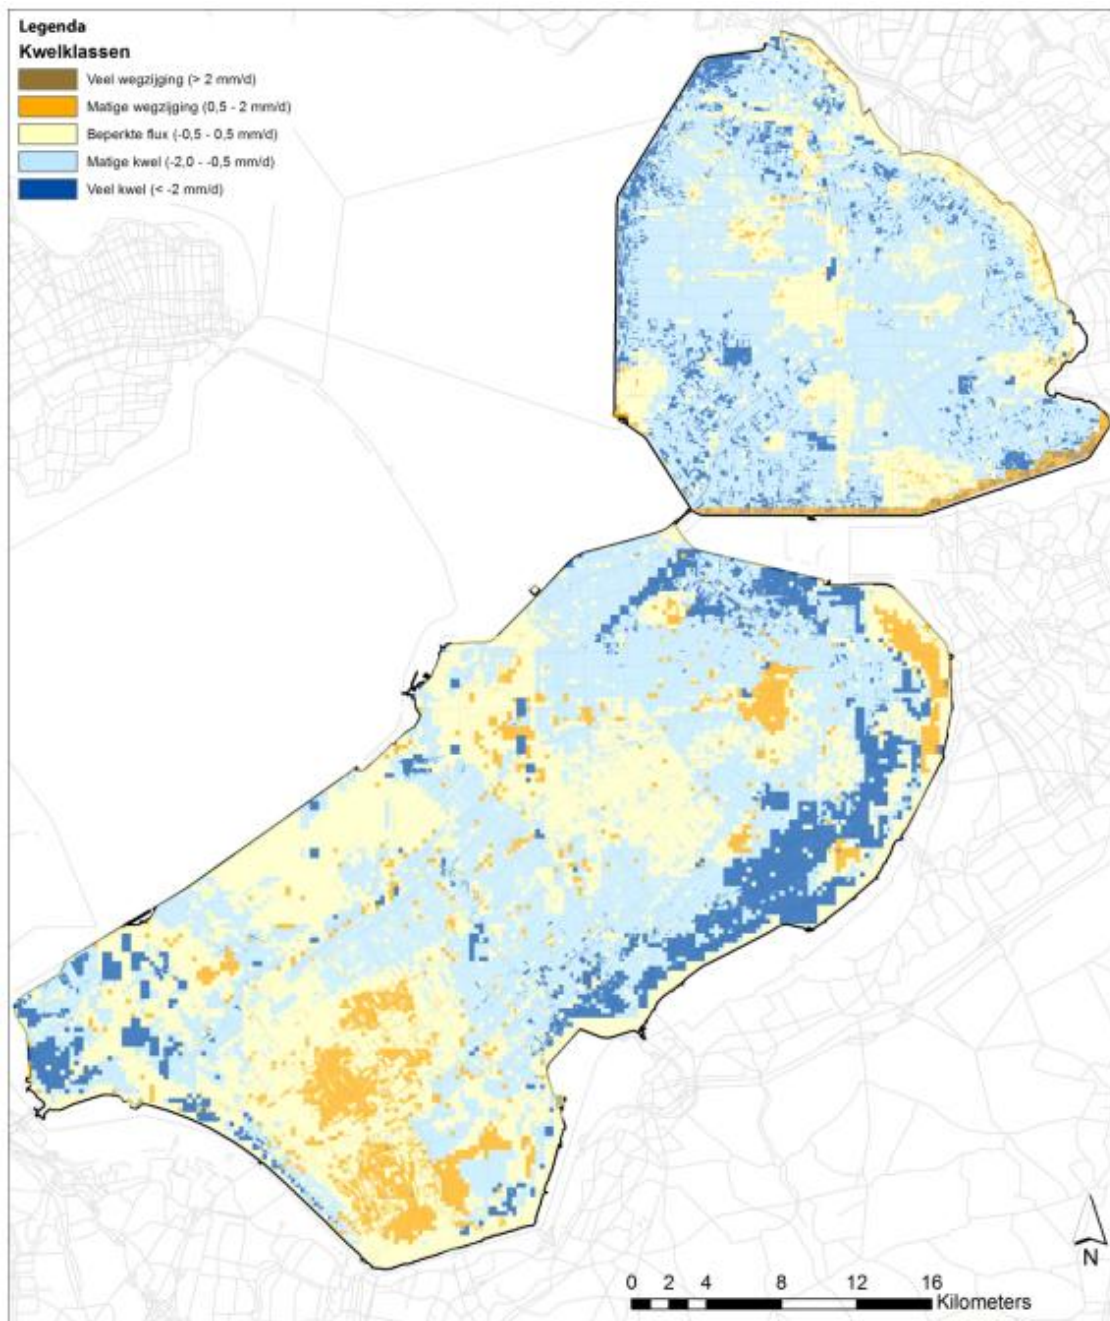 Legenda
Kwelklassen
Veel wegzijging (> 2 mm/d)
Matige wegzijging (0,5 - 2 mm/d)
Beperkte flux (-0,5 - 0,5 mm/d)
Matige kwel (-2,0 - -0,5 mm/d)
Veel kwel (< -2 mm/d)
N
0 2 4 8 12 16
Kilometers